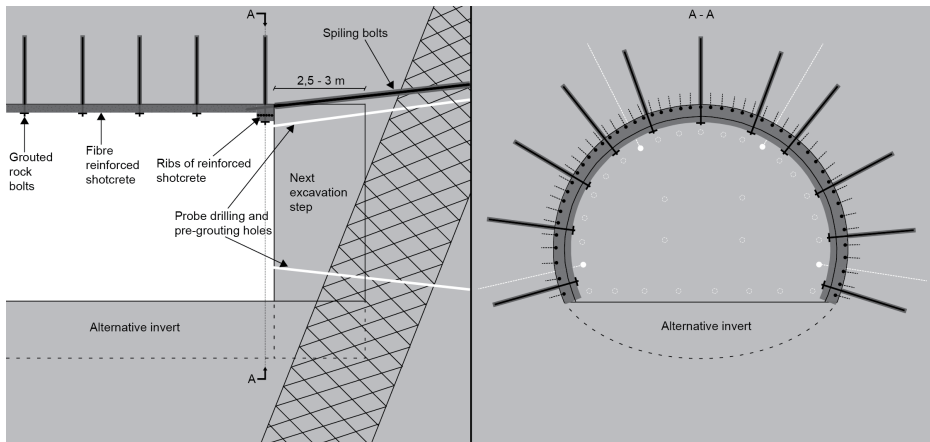 A
A - A
Spiling bolts
2,5 - 3 m
Grouted
rock
bolts
Fibre
reinforced
shotcrete
Ribs of reinforced
shotcrete
Next
excavation
step
Probe drilling and
pre-grouting holes
Alternative invert
Alternative invert
A